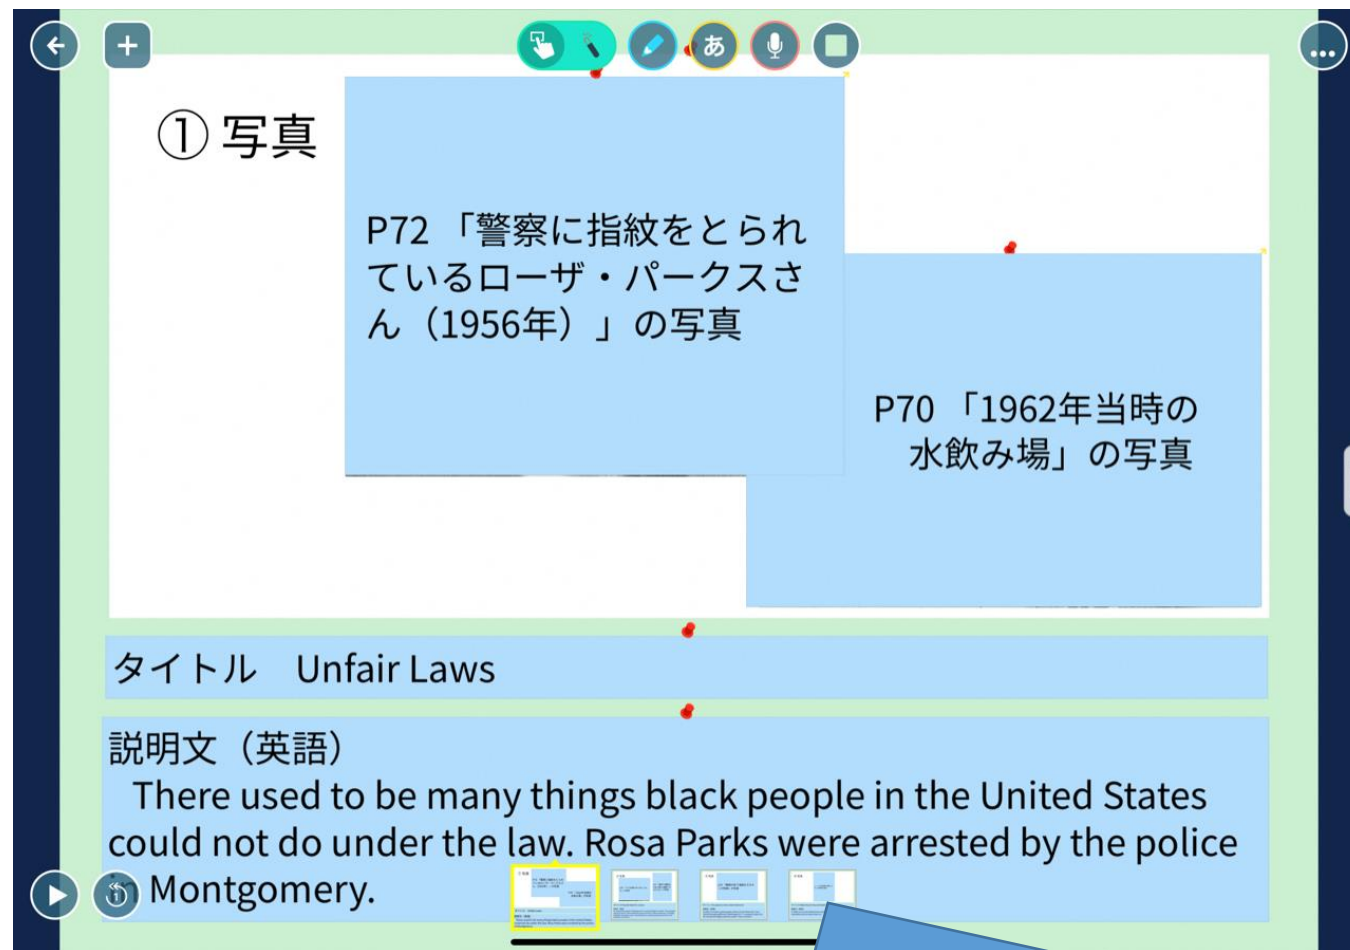 あ
① 写真
P72 「警察に指紋をとられ
ているローザ・パークスさ
ん（1956年）」の写真
P70 「1962年当時の
水飲み場」の写真
タイトル　Unfair Laws
説明文（英語）
There used to be many things black people in the United States
could not do under the law. Rosa Parks were arrested by the police
Montgomery.